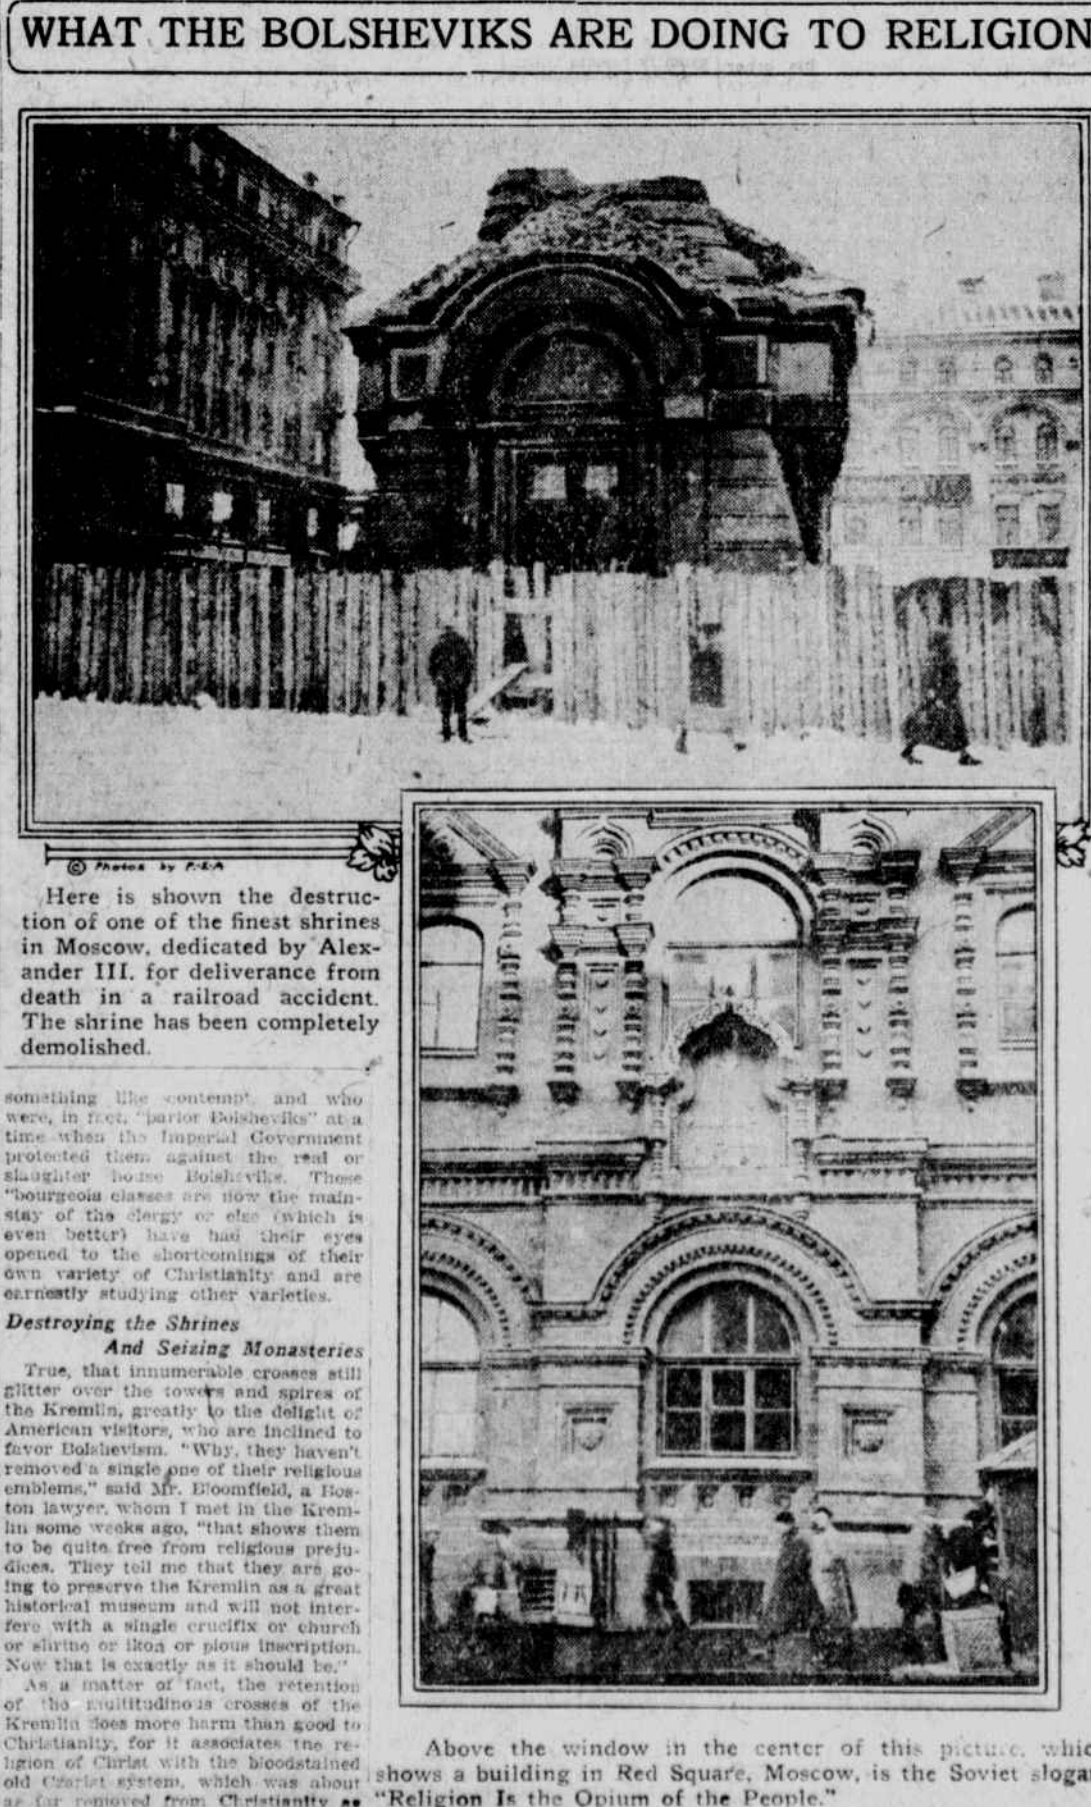 WHAT THE BOLSHEVIKS ARE DOING TO RELIGION
© Photos by P.&A
Here is shown the destruc-
tion of one of the finest shrines
in Moscow, dedicated by Alex-
ander III. for deliverance from
death in a railroad accident.
The shrine has been completely
demolished.
something like contempt, and who
were, in fact, "parlor Bolsheviks" at a
time when the Imperial Government
protected them against the real or
slaughter house Bolsheviks. These
"bourgeois classes are now the main-
stay of the clergy or else (which is
even better) have had their eyes
opened to the shortcomings of their
own variety of Christianity and are
earnestly studying other varieties.
Destroying the Shrines
And Seizing Monasteries
True, that innumerable crosses still
glitter over the towers and spires of
the Kremlin, greatly to the delight of
American visitors, who are inclined to
favor Bolshevism. "Why, they haven't
removed a single one of their religious
emblems," said Mr. Bloomfield, a Bos-
ton lawyer, whom I met in the Krem-
lin some weeks ago, "that shows them
to be quite free from religious preju-
dices. They tell me that they are go-
ing to preserve the Kremlin as a great
historical museum and will not inter-
fere with a single crucifix or church
or shrine or ikon or pious inscription.
Now that is exactly as it should be."
As a matter of fact, the retention
of the multitudinous crosses of the
Kremlin does more harm than good to
Christianity, for it associates the re-
ligion of Christ with the bloodstained
old Czarist system, which was about
as far removed from Christianity as
Above the window in the center of this picture, whic
shows a building in Red Square, Moscow, is the Soviet sloga
"Religion Is the Opium of the People."